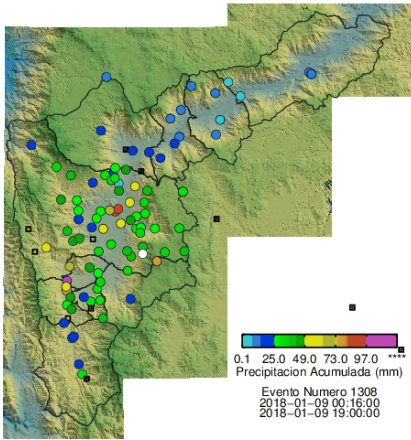 0.1 25.0 49.0 73.0 97.0 ****
Precipitacion Acumulada (mm)
Evento Numero 1308
2018-01-09 00:16:00
2018-01-09 19:00:00